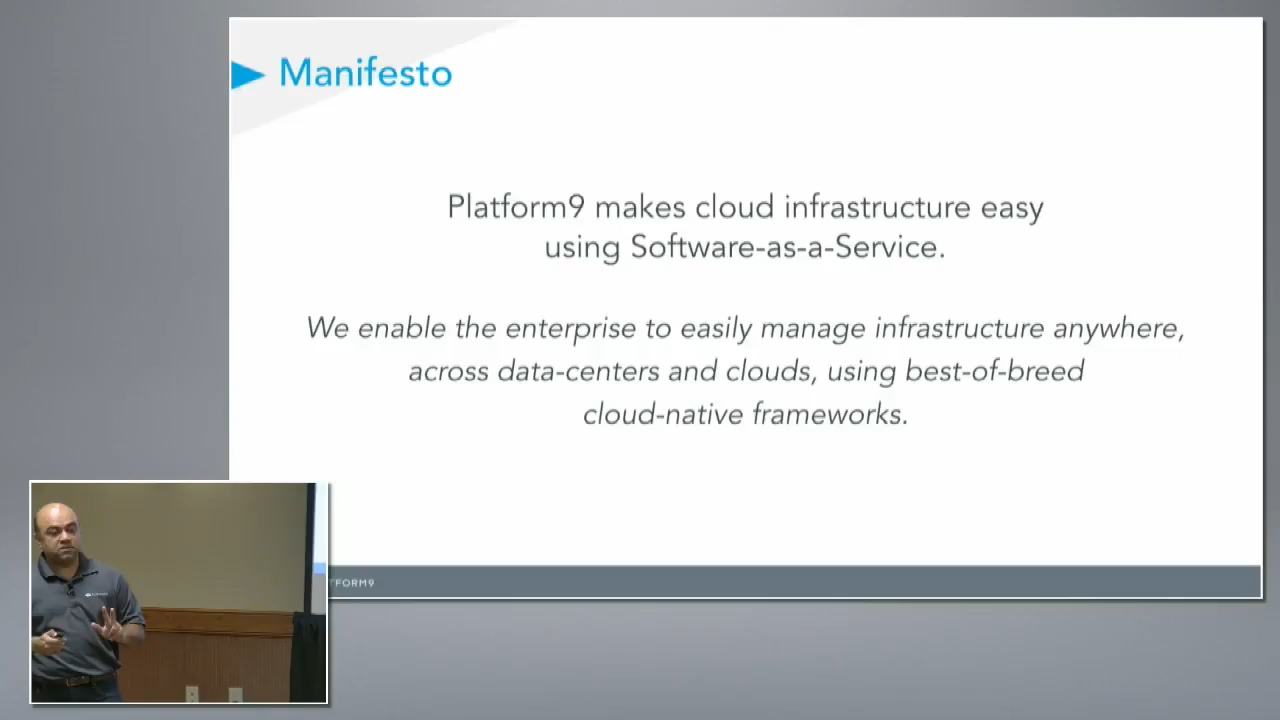 Manifesto
Platform9 makes cloud infrastructure easy
using Software-as-a-Service.
We enable the enterprise to easily manage infrastructure anywhere,
across data-centers and clouds, using best-of-breed
cloud-native frameworks.
TFORM9